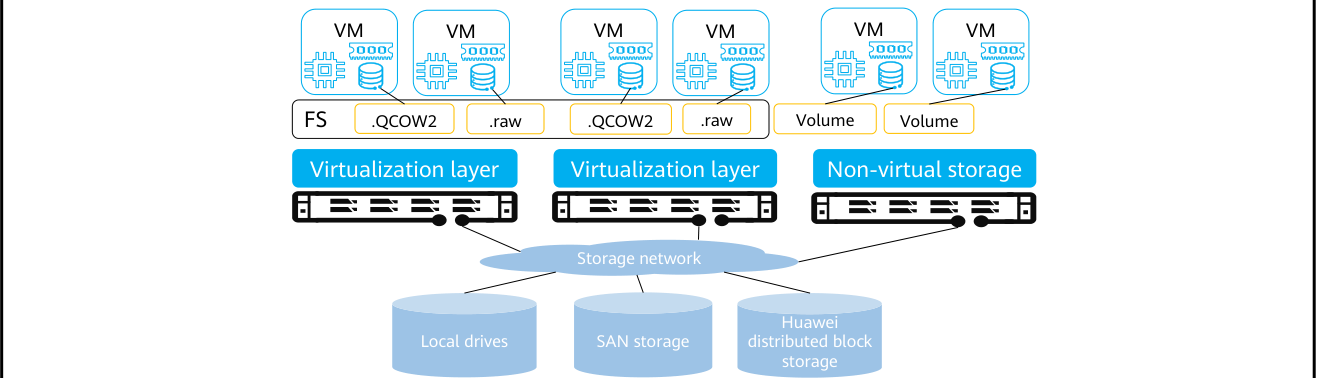 VM
VM
VM
VM
VM
VM
FS
.QCOW2
.raw
.QCOW2
.raw
Volume
Volume
Virtualization layer
Virtualization layer
Non-virtual storage
Storage network
Local drives
SAN storage
Huawei
distributed block
storage